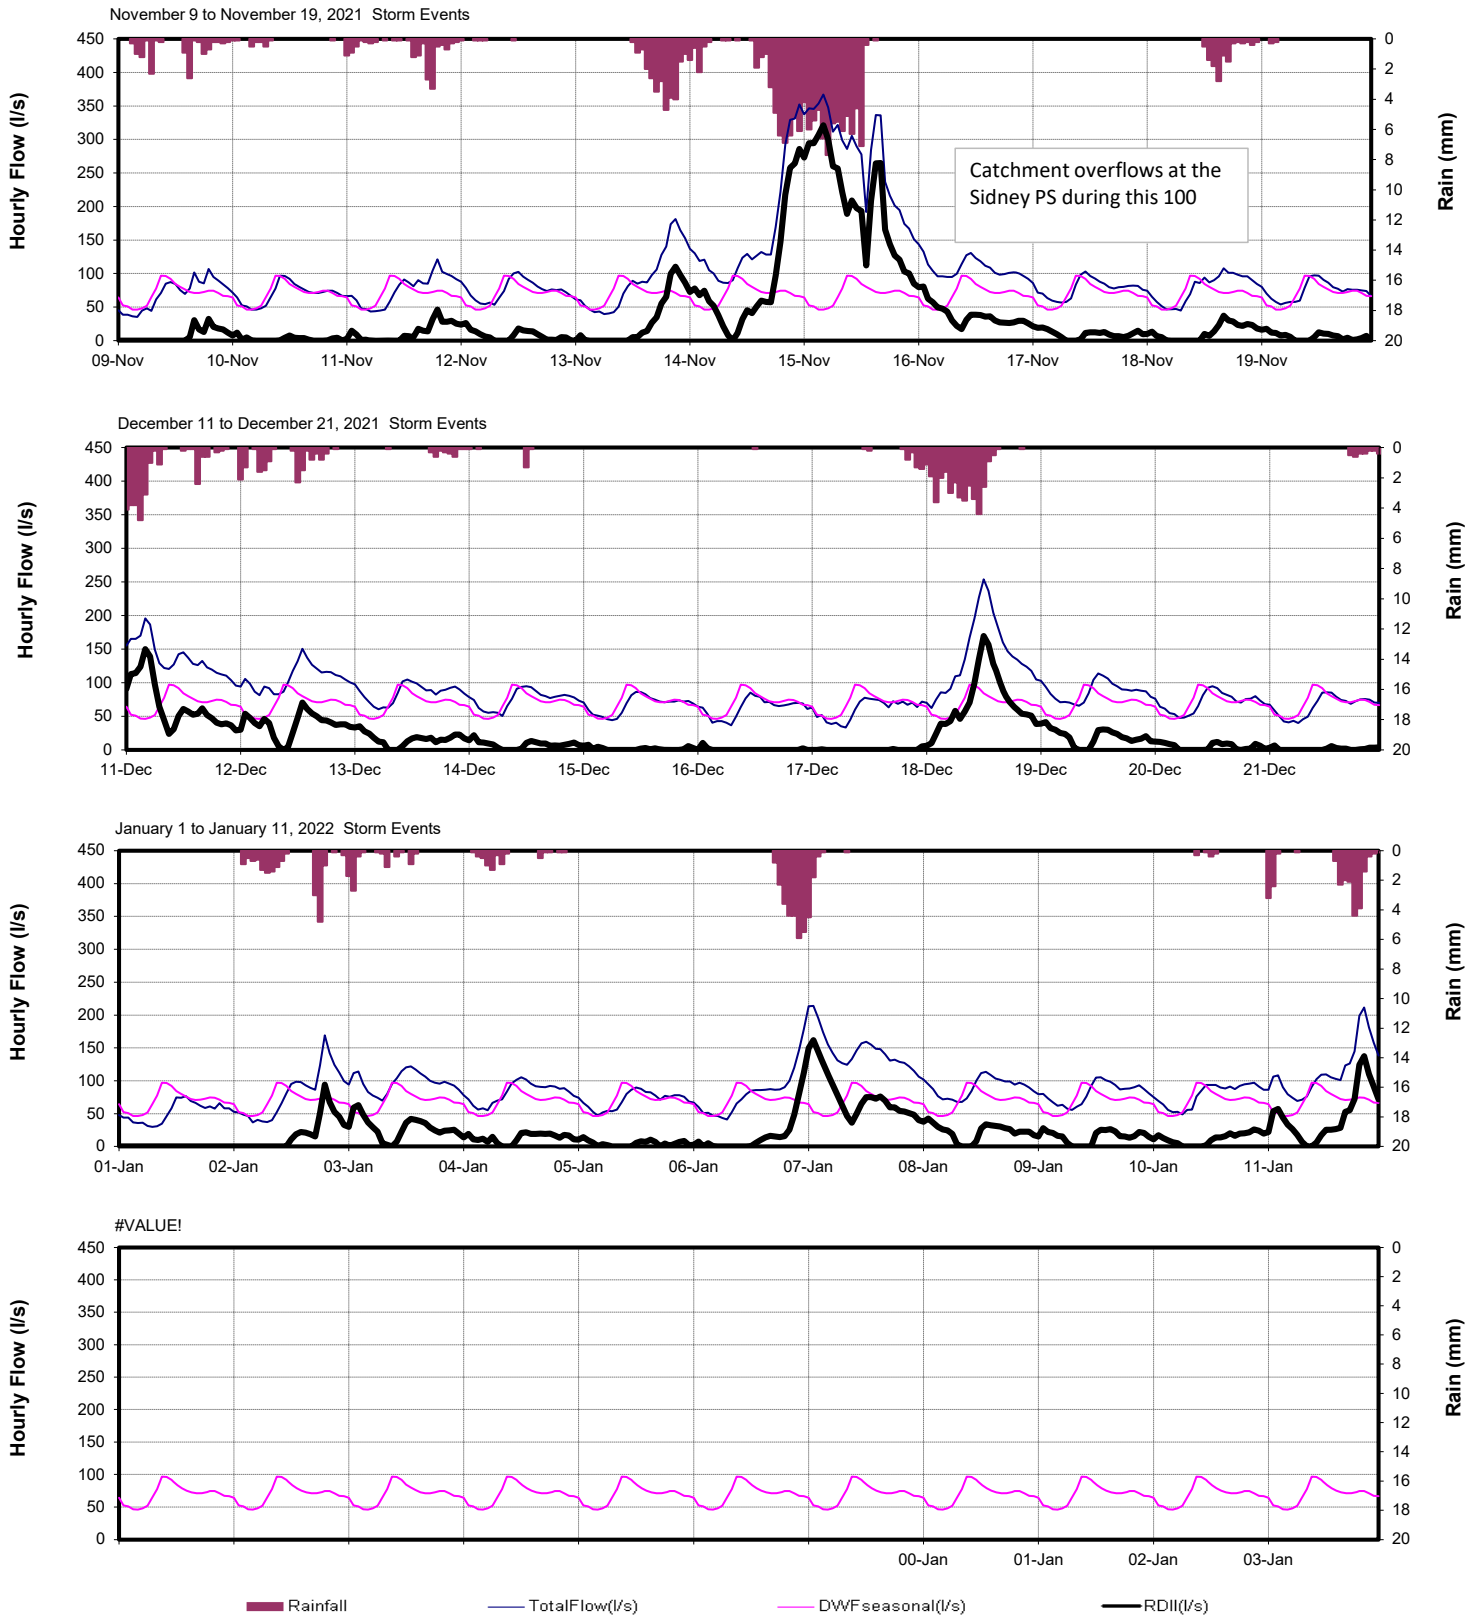 November 9 to November 19, 2021 Storm Events
450 400 350 300 250 200 150 100 50 0
Hourly Flow (l/s)
0 2 4 6 8 10 12 14 16 18 20
Rain (mm)
Catchment overflows at the
Sidney PS during this 100
09-Nov 10-Nov 11-Nov 12-Nov 13-Nov 14-Nov 15-Nov 16-Nov 17-Nov 18-Nov 19-Nov
December 11 to December 21, 2021 Storm Events
450 400 350 300 250 200 150 100 50 0
Hourly Flow (l/s)
0 2 4 6 8 10 12 14 16 18 20
Rain (mm)
11-Dec 12-Dec 13-Dec 14-Dec 15-Dec 16-Dec 17-Dec 18-Dec 19-Dec 20-Dec 21-Dec
January 1 to January 11, 2022 Storm Events
450 400 350 300 250 200 150 100 50 0
Hourly Flow (l/s)
0 2 4 6 8 10 12 14 16 18 20
Rain (mm)
01-Jan 02-Jan 03-Jan 04-Jan 05-Jan 06-Jan 07-Jan 08-Jan 09-Jan 10-Jan 11-Jan
#VALUE!
450 400 350 300 250 200 150 100 50 0
Hourly Flow (l/s)
0 2 4 6 8 10 12 14 16 18 20
Rain (mm)
00-Jan 01-Jan 02-Jan 03-Jan
Rainfall TotalFlow(l/s) DWFseasonal(l/s) RDII(l/s)